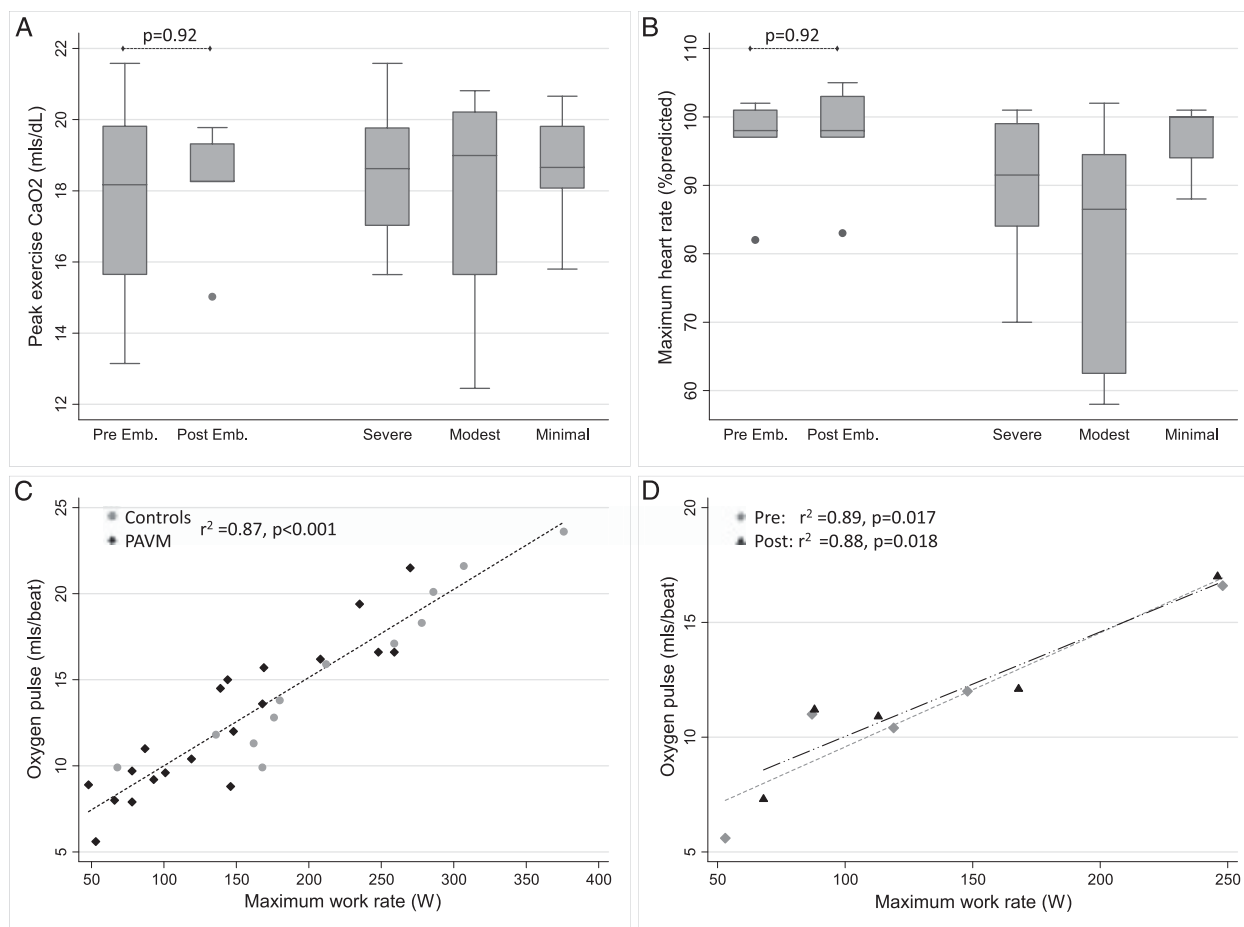 A
p=0.92
Peak exercise CaO2 (mls/dL)
22
20
18
16
14
12
Pre Emb. Post Emb. Severe Modest Minimal
B
p=0.92
Maximum heart rate (%predicted)
110
100
90
80
70
60
Pre Emb. Post Emb. Severe Modest Minimal
C
Controls
PAVM
r² =0.87, p<0.001
Oxygen pulse (mls/beat)
25
20
15
10
5
50 100 150 200 250 300 350 400
Maximum work rate (W)
D
Pre: r² =0.89, p=0.017
Post: r² =0.88, p=0.018
Oxygen pulse (mls/beat)
20
15
10
5
50 100 150 200 250
Maximum work rate (W)